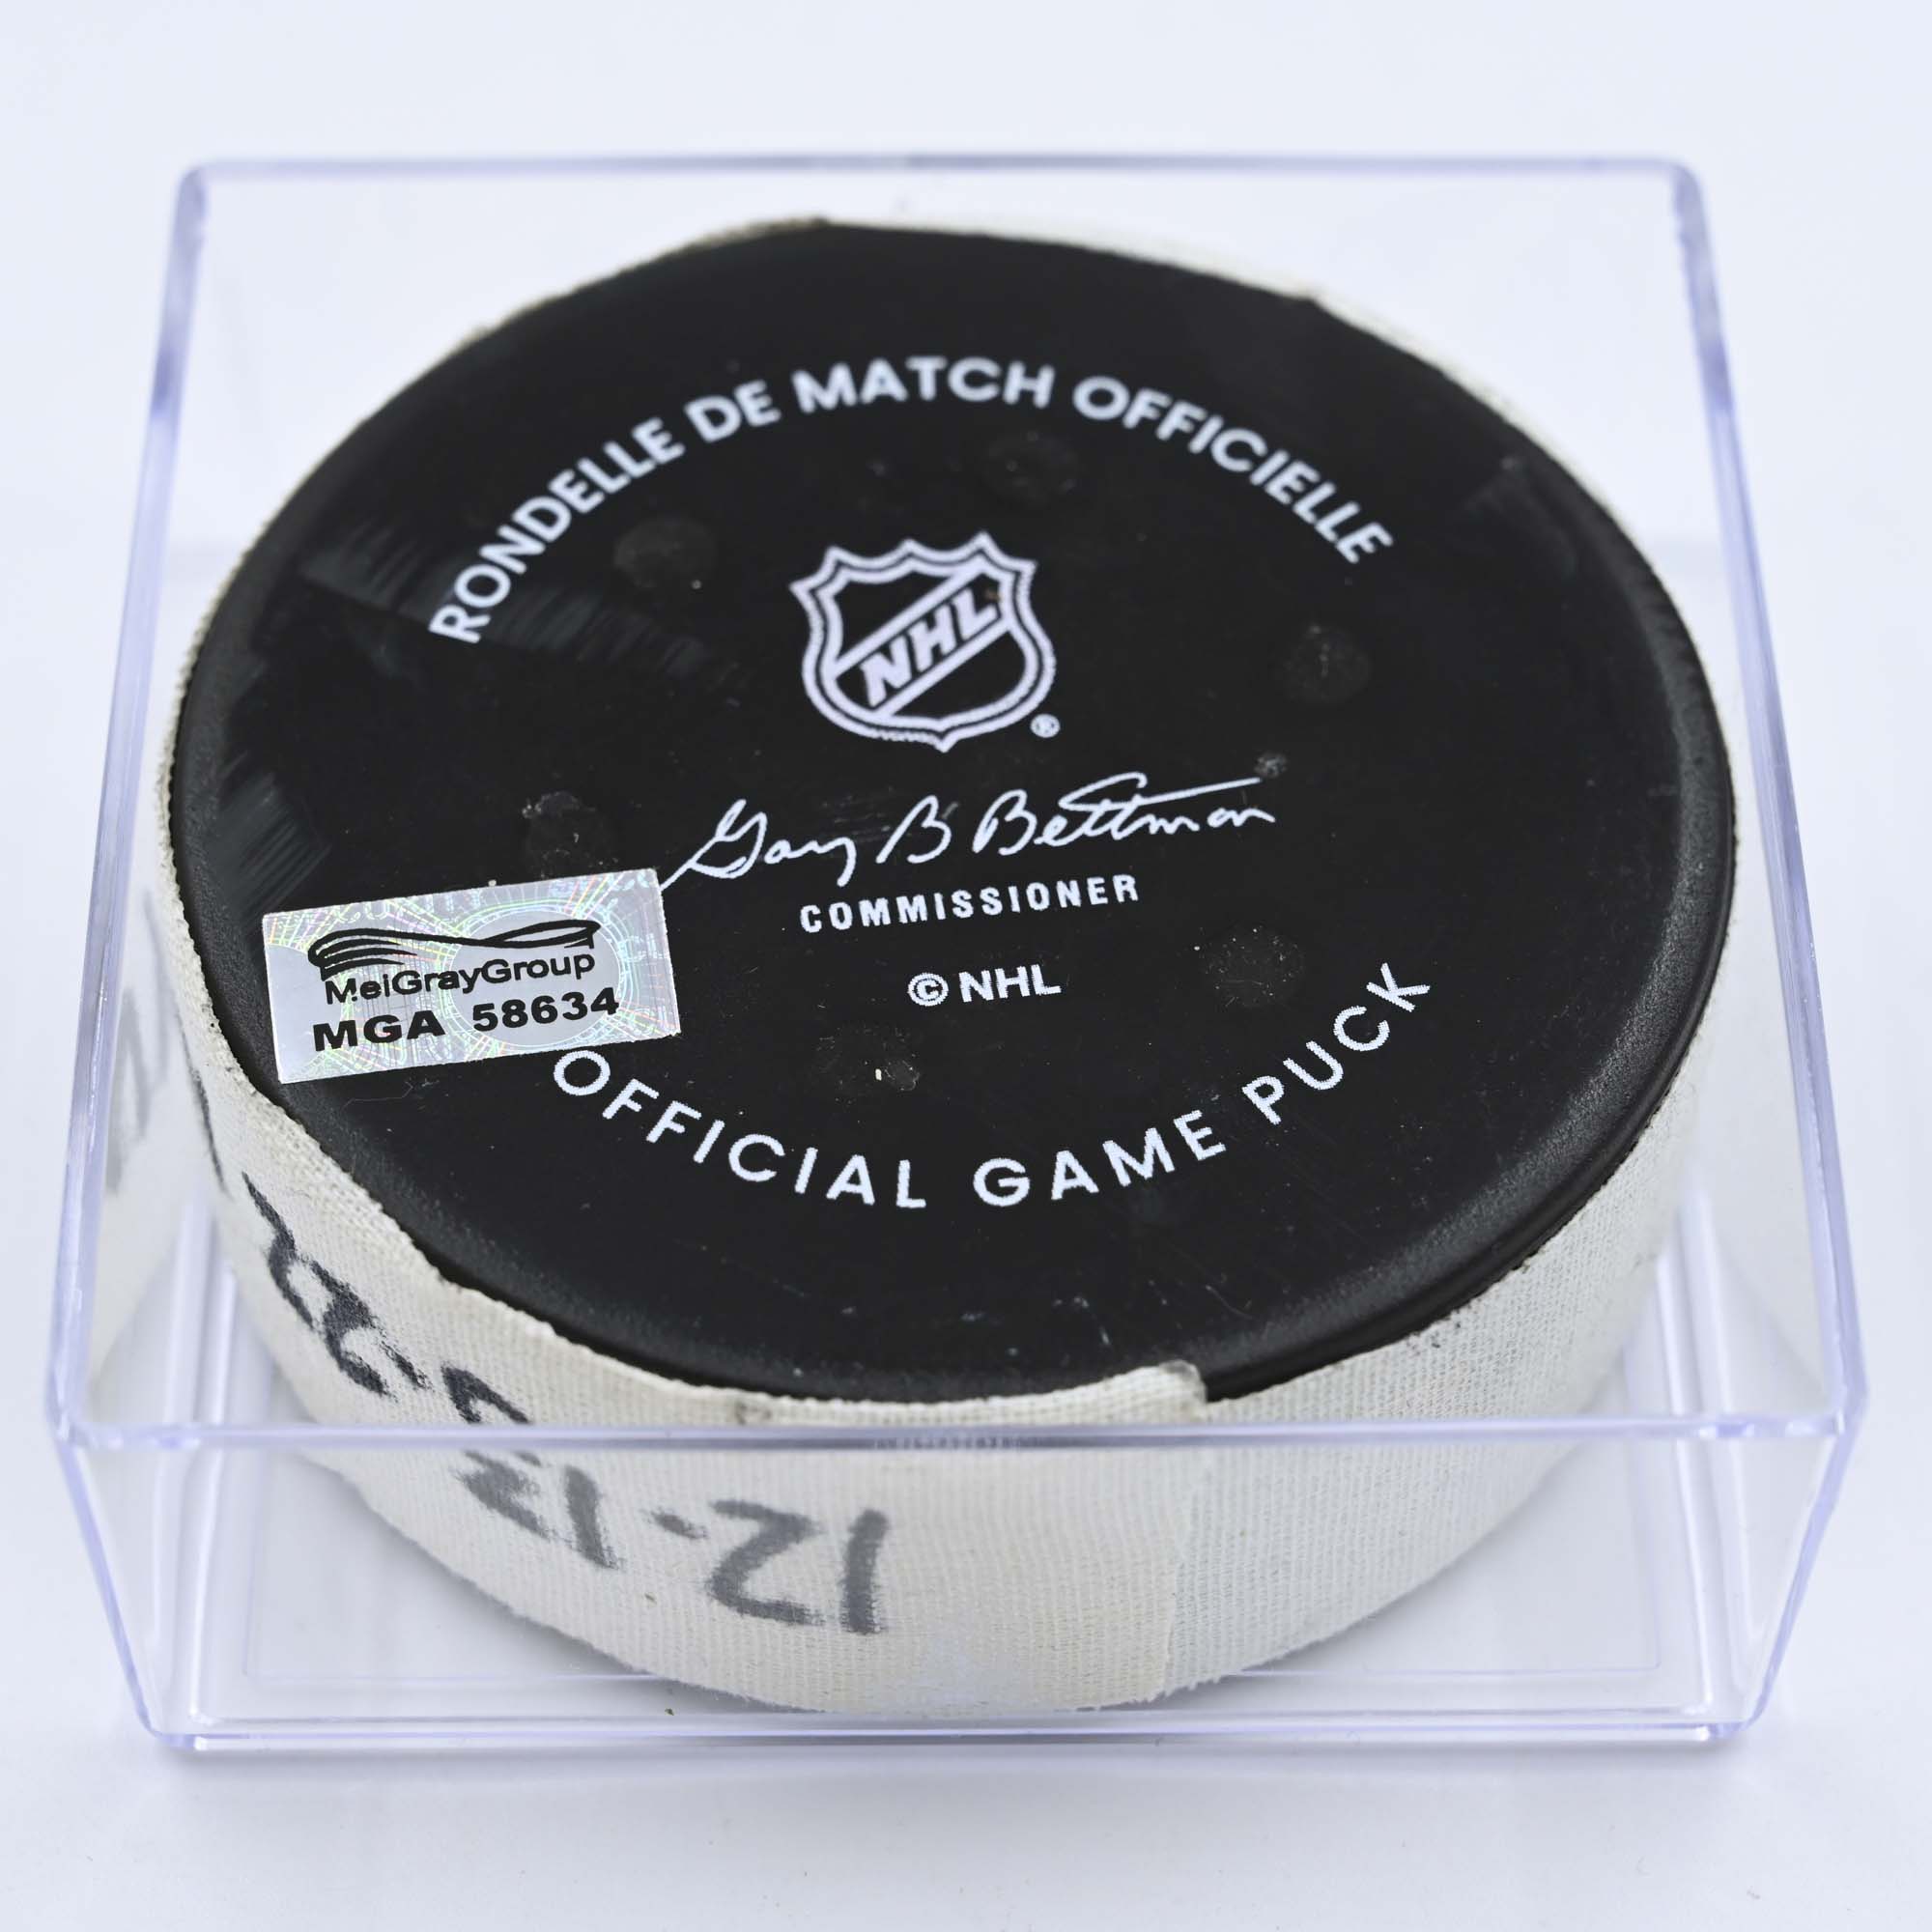 RONDELLE DE MATCH OFFICIELLE
NHL
®
Gary B Bettman
COMMISSIONER
© NHL
MeiGrayGroup
MGA 58634
OFFICIAL GAME PUCK
12-12